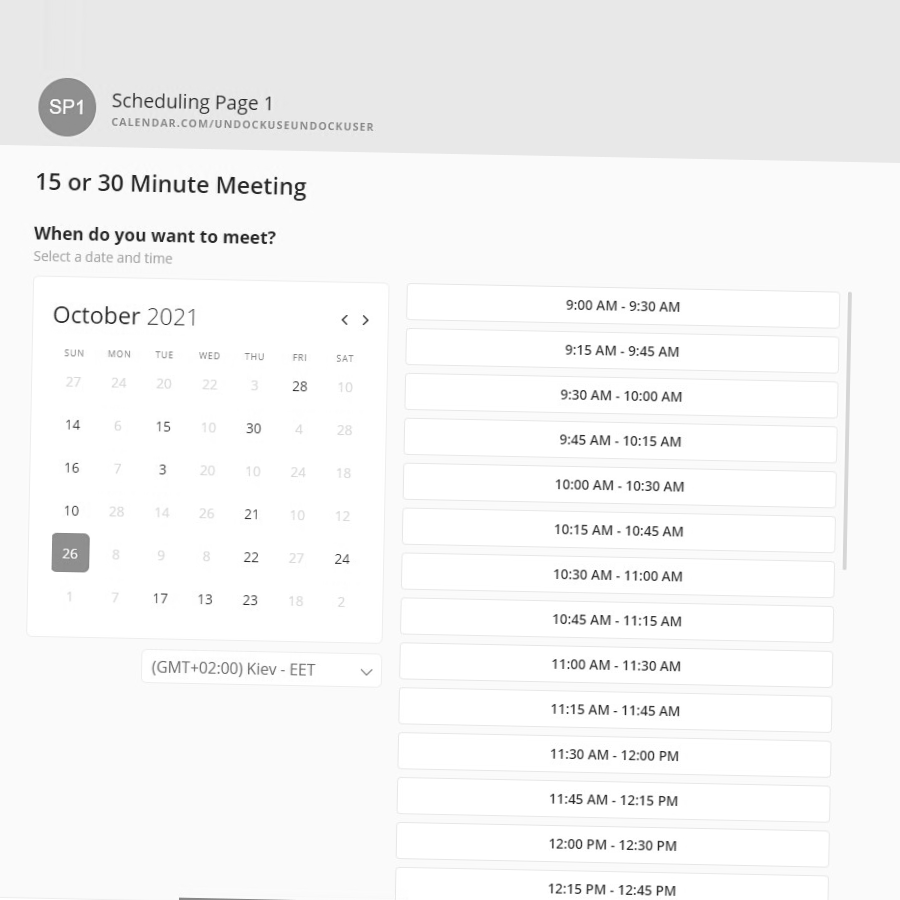 SP1
Scheduling Page 1
CALENDAR.COM/UNDOCKUSEUNDOCKUSER
15 or 30 Minute Meeting
When do you want to meet?
Select a date and time
October 2021
SUN MON TUE WED THU FRI SAT
27 24 20 22 3 28 10
14 6 15 10 30 4 28
16 7 3 20 10 24 18
10 28 14 26 21 10 12
26 8 9 8 22 27 24
1 7 17 13 23 18 2
(GMT+02:00) Kiev - EET
9:00 AM - 9:30 AM
9:15 AM - 9:45 AM
9:30 AM - 10:00 AM
9:45 AM - 10:15 AM
10:00 AM - 10:30 AM
10:15 AM - 10:45 AM
10:30 AM - 11:00 AM
10:45 AM - 11:15 AM
11:00 AM - 11:30 AM
11:15 AM - 11:45 AM
11:30 AM - 12:00 PM
11:45 AM - 12:15 PM
12:00 PM - 12:30 PM
12:15 PM - 12:45 PM